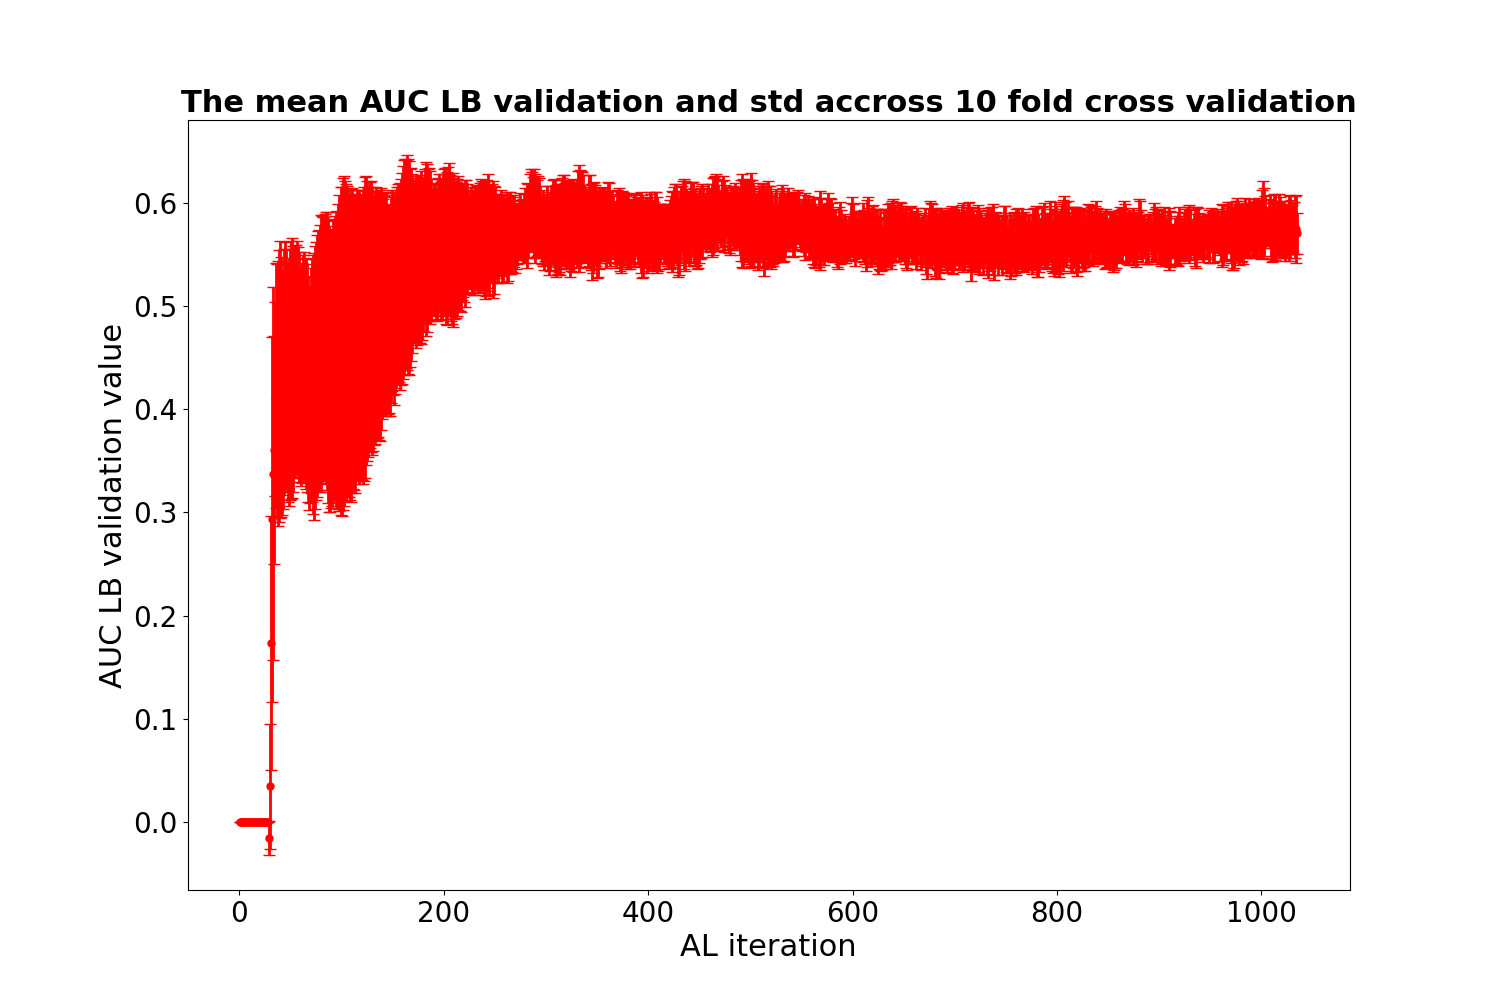 The mean AUC LB validation and std accross 10 fold cross validation
AUC LB validation value
0.6
0.5
0.4
0.3
0.2
0.1
0.0
0 200 400 600 800 1000
AL iteration